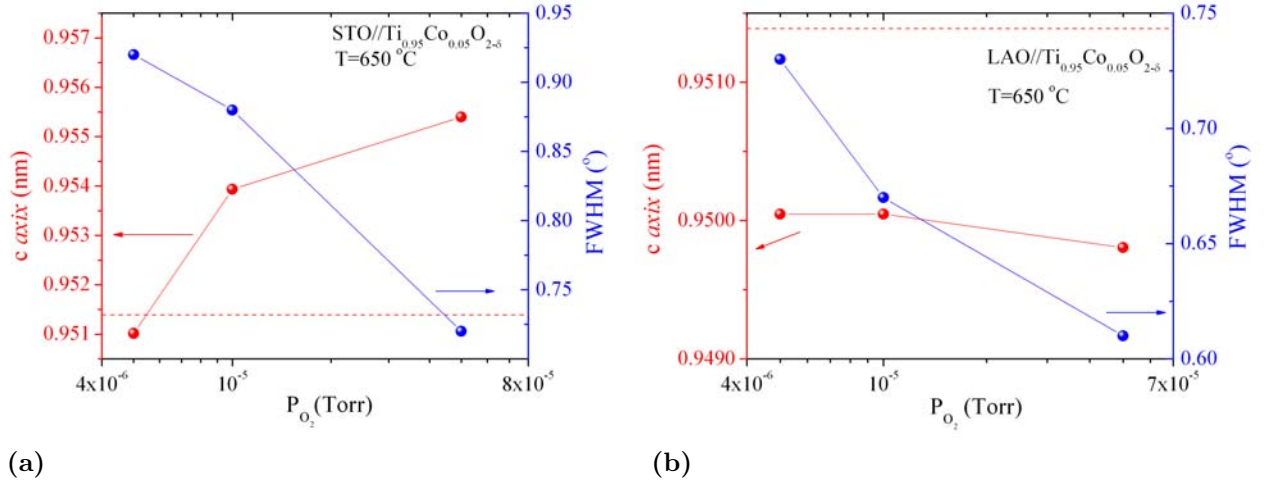 STO//Ti0.95Co0.05O2-δ
T=650 °C
c axix (nm)
0.957
0.956
0.955
0.954
0.953
0.952
0.951
FWHM (°)
0.95
0.90
0.85
0.80
0.75
4x10-6
10-5
8x10-5
PO2 (Torr)
(a)
LAO//Ti0.95Co0.05O2-δ
T=650 °C
c axix (nm)
0.9510
0.9500
0.9490
FWHM (°)
0.75
0.70
0.65
0.60
4x10-6
10-5
7x10-5
PO2 (Torr)
(b)